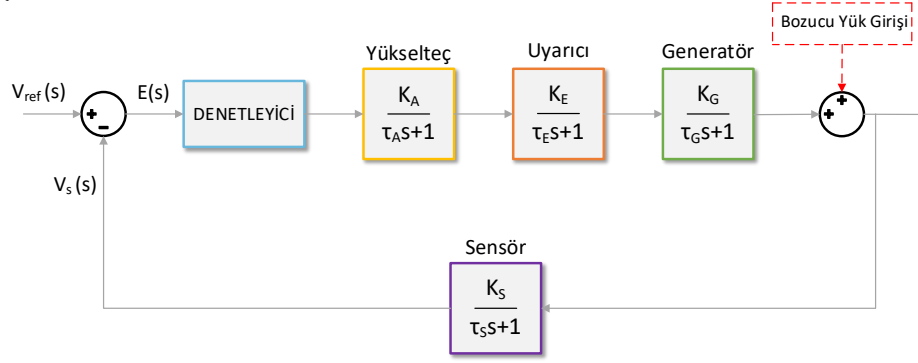 Bozucu Yük Girişi
Yükselteç
Uyarıcı
Generatör
V_ref (s)
E(s)
DENETLEYİCİ
K_A
τ_As+1
K_E
τ_Es+1
K_G
τ_Gs+1
V_s (s)
Sensör
K_S
τ_Ss+1